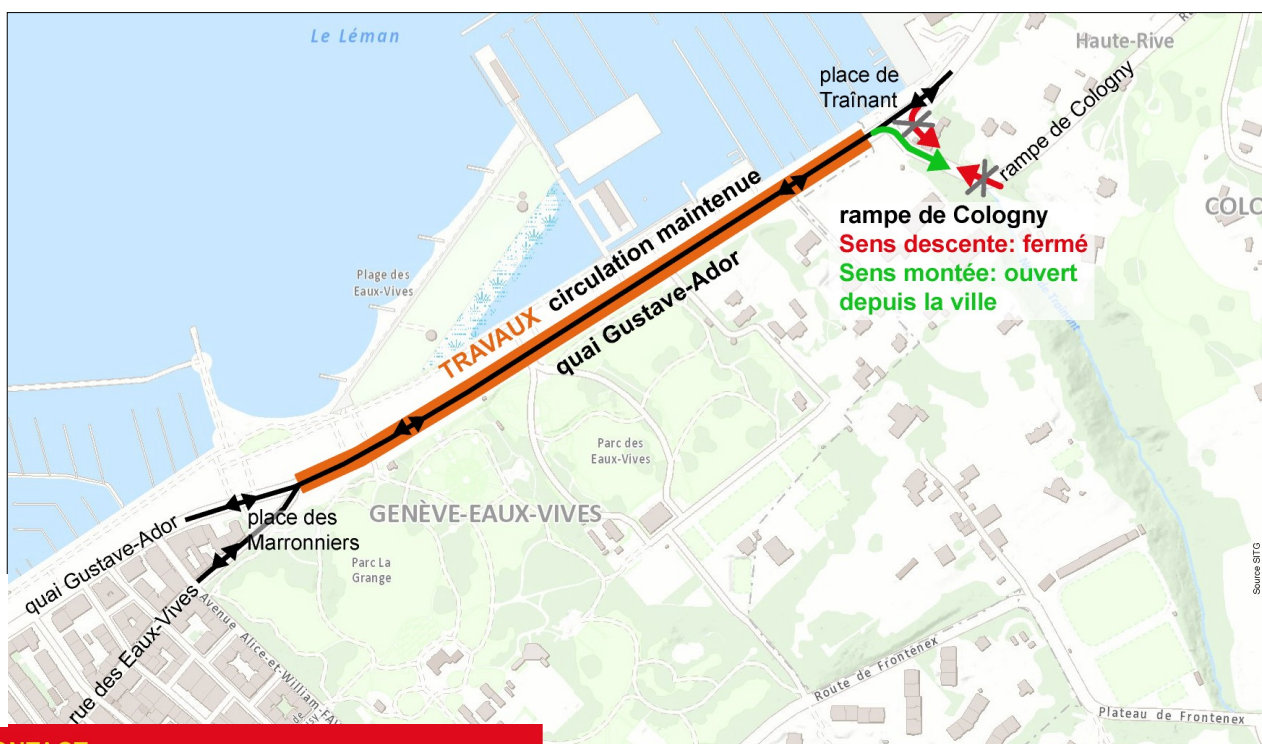 Le Léman
Haute-Rive
place de
Traînant
rampe de Cologny
COLO
rampe de Cologny
Sens descente: fermé
Sens montée: ouvert
depuis la ville
TRAVAUX circulation maintenue
quai Gustave-Ador
Plage des
Eaux-Vives
Parc des
Eaux-Vives
GENÈVE-EAUX-VIVES
place des
Marronniers
Parc La
Grange
quai Gustave-Ador
rue des Eaux-Vives
Avenue Alice-et-William-FAV
Route de Frontenex
Plateau de Frontenex
Source SITG